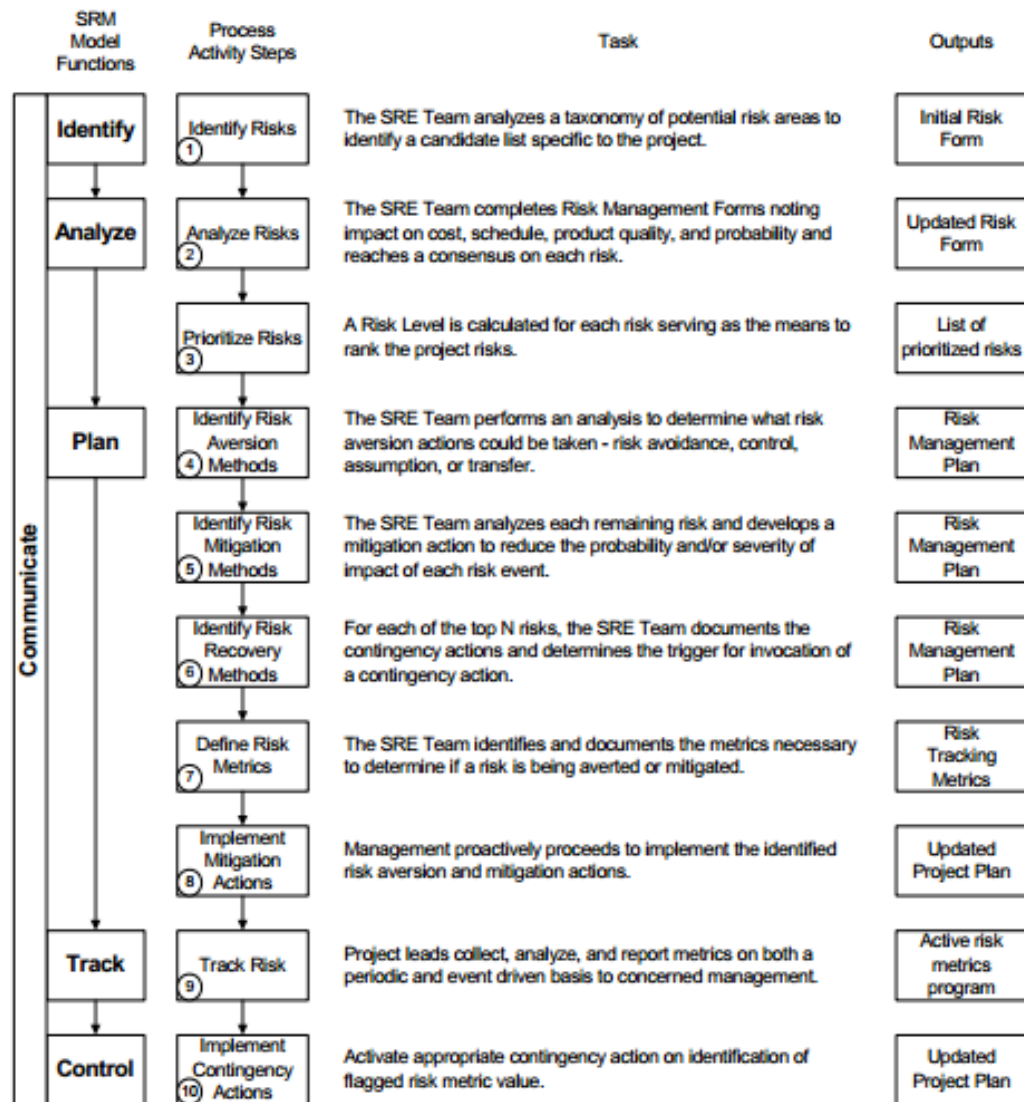 SRM
Model
Functions
Process
Activity Steps
Task
Outputs
Communicate
Identify
Identify Risks
1
The SRE Team analyzes a taxonomy of potential risk areas to
identify a candidate list specific to the project.
Initial Risk
Form
Analyze
Analyze Risks
2
The SRE Team completes Risk Management Forms noting
impact on cost, schedule, product quality, and probability and
reaches a consensus on each risk.
Updated Risk
Form
Prioritize Risks
3
A Risk Level is calculated for each risk serving as the means to
rank the project risks.
List of
prioritized risks
Plan
Identify Risk
Aversion
4 Methods
The SRE Team performs an analysis to determine what risk
aversion actions could be taken - risk avoidance, control,
assumption, or transfer.
Risk
Management
Plan
Identify Risk
Mitigation
5 Methods
The SRE Team analyzes each remaining risk and develops a
mitigation action to reduce the probability and/or severity of
impact of each risk event.
Risk
Management
Plan
Identify Risk
Recovery
6 Methods
For each of the top N risks, the SRE Team documents the
contingency actions and determines the trigger for invocation of
a contingency action.
Risk
Management
Plan
Define Risk
Metrics
7
The SRE Team identifies and documents the metrics necessary
to determine if a risk is being averted or mitigated.
Risk
Tracking
Metrics
Implement
Mitigation
8 Actions
Management proactively proceeds to implement the identified
risk aversion and mitigation actions.
Updated
Project Plan
Track
Track Risk
9
Project leads collect, analyze, and report metrics on both a
periodic and event driven basis to concerned management.
Active risk
metrics
program
Control
Implement
Contingency
10 Actions
Activate appropriate contingency action on identification of
flagged risk metric value.
Updated
Project Plan